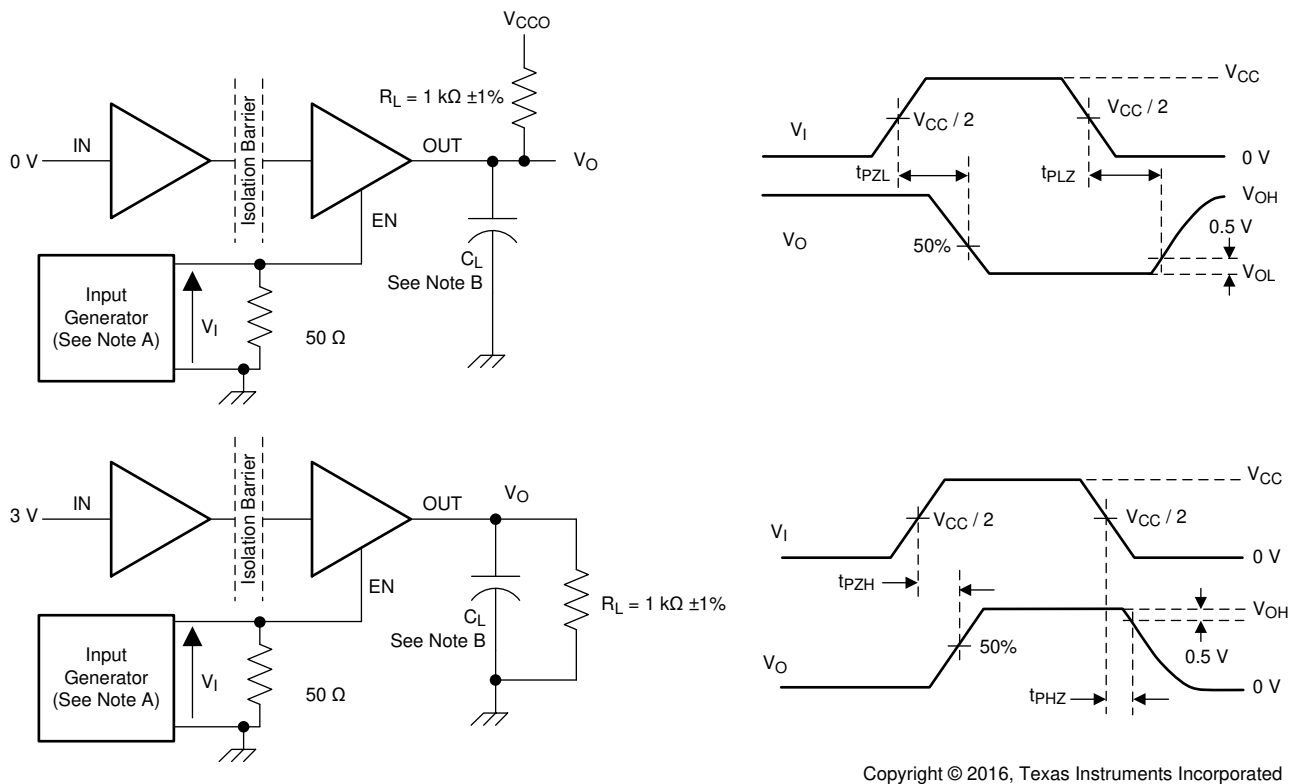 VCCO
RL = 1 kΩ ±1%
0 V
IN
Isolation Barrier
OUT
VO
EN
CL
See Note B
Input
Generator
(See Note A)
VI
50 Ω
VI
VCC / 2
VCC / 2
VCC
0 V
tPZL
tPLZ
VO
50%
VOH
0.5 V
VOL
3 V
IN
Isolation Barrier
OUT
VO
EN
CL
See Note B
RL = 1 kΩ ±1%
Input
Generator
(See Note A)
VI
50 Ω
VI
VCC / 2
VCC / 2
VCC
0 V
tPZH
VO
50%
VOH
0.5 V
tPHZ
0 V
Copyright © 2016, Texas Instruments Incorporated